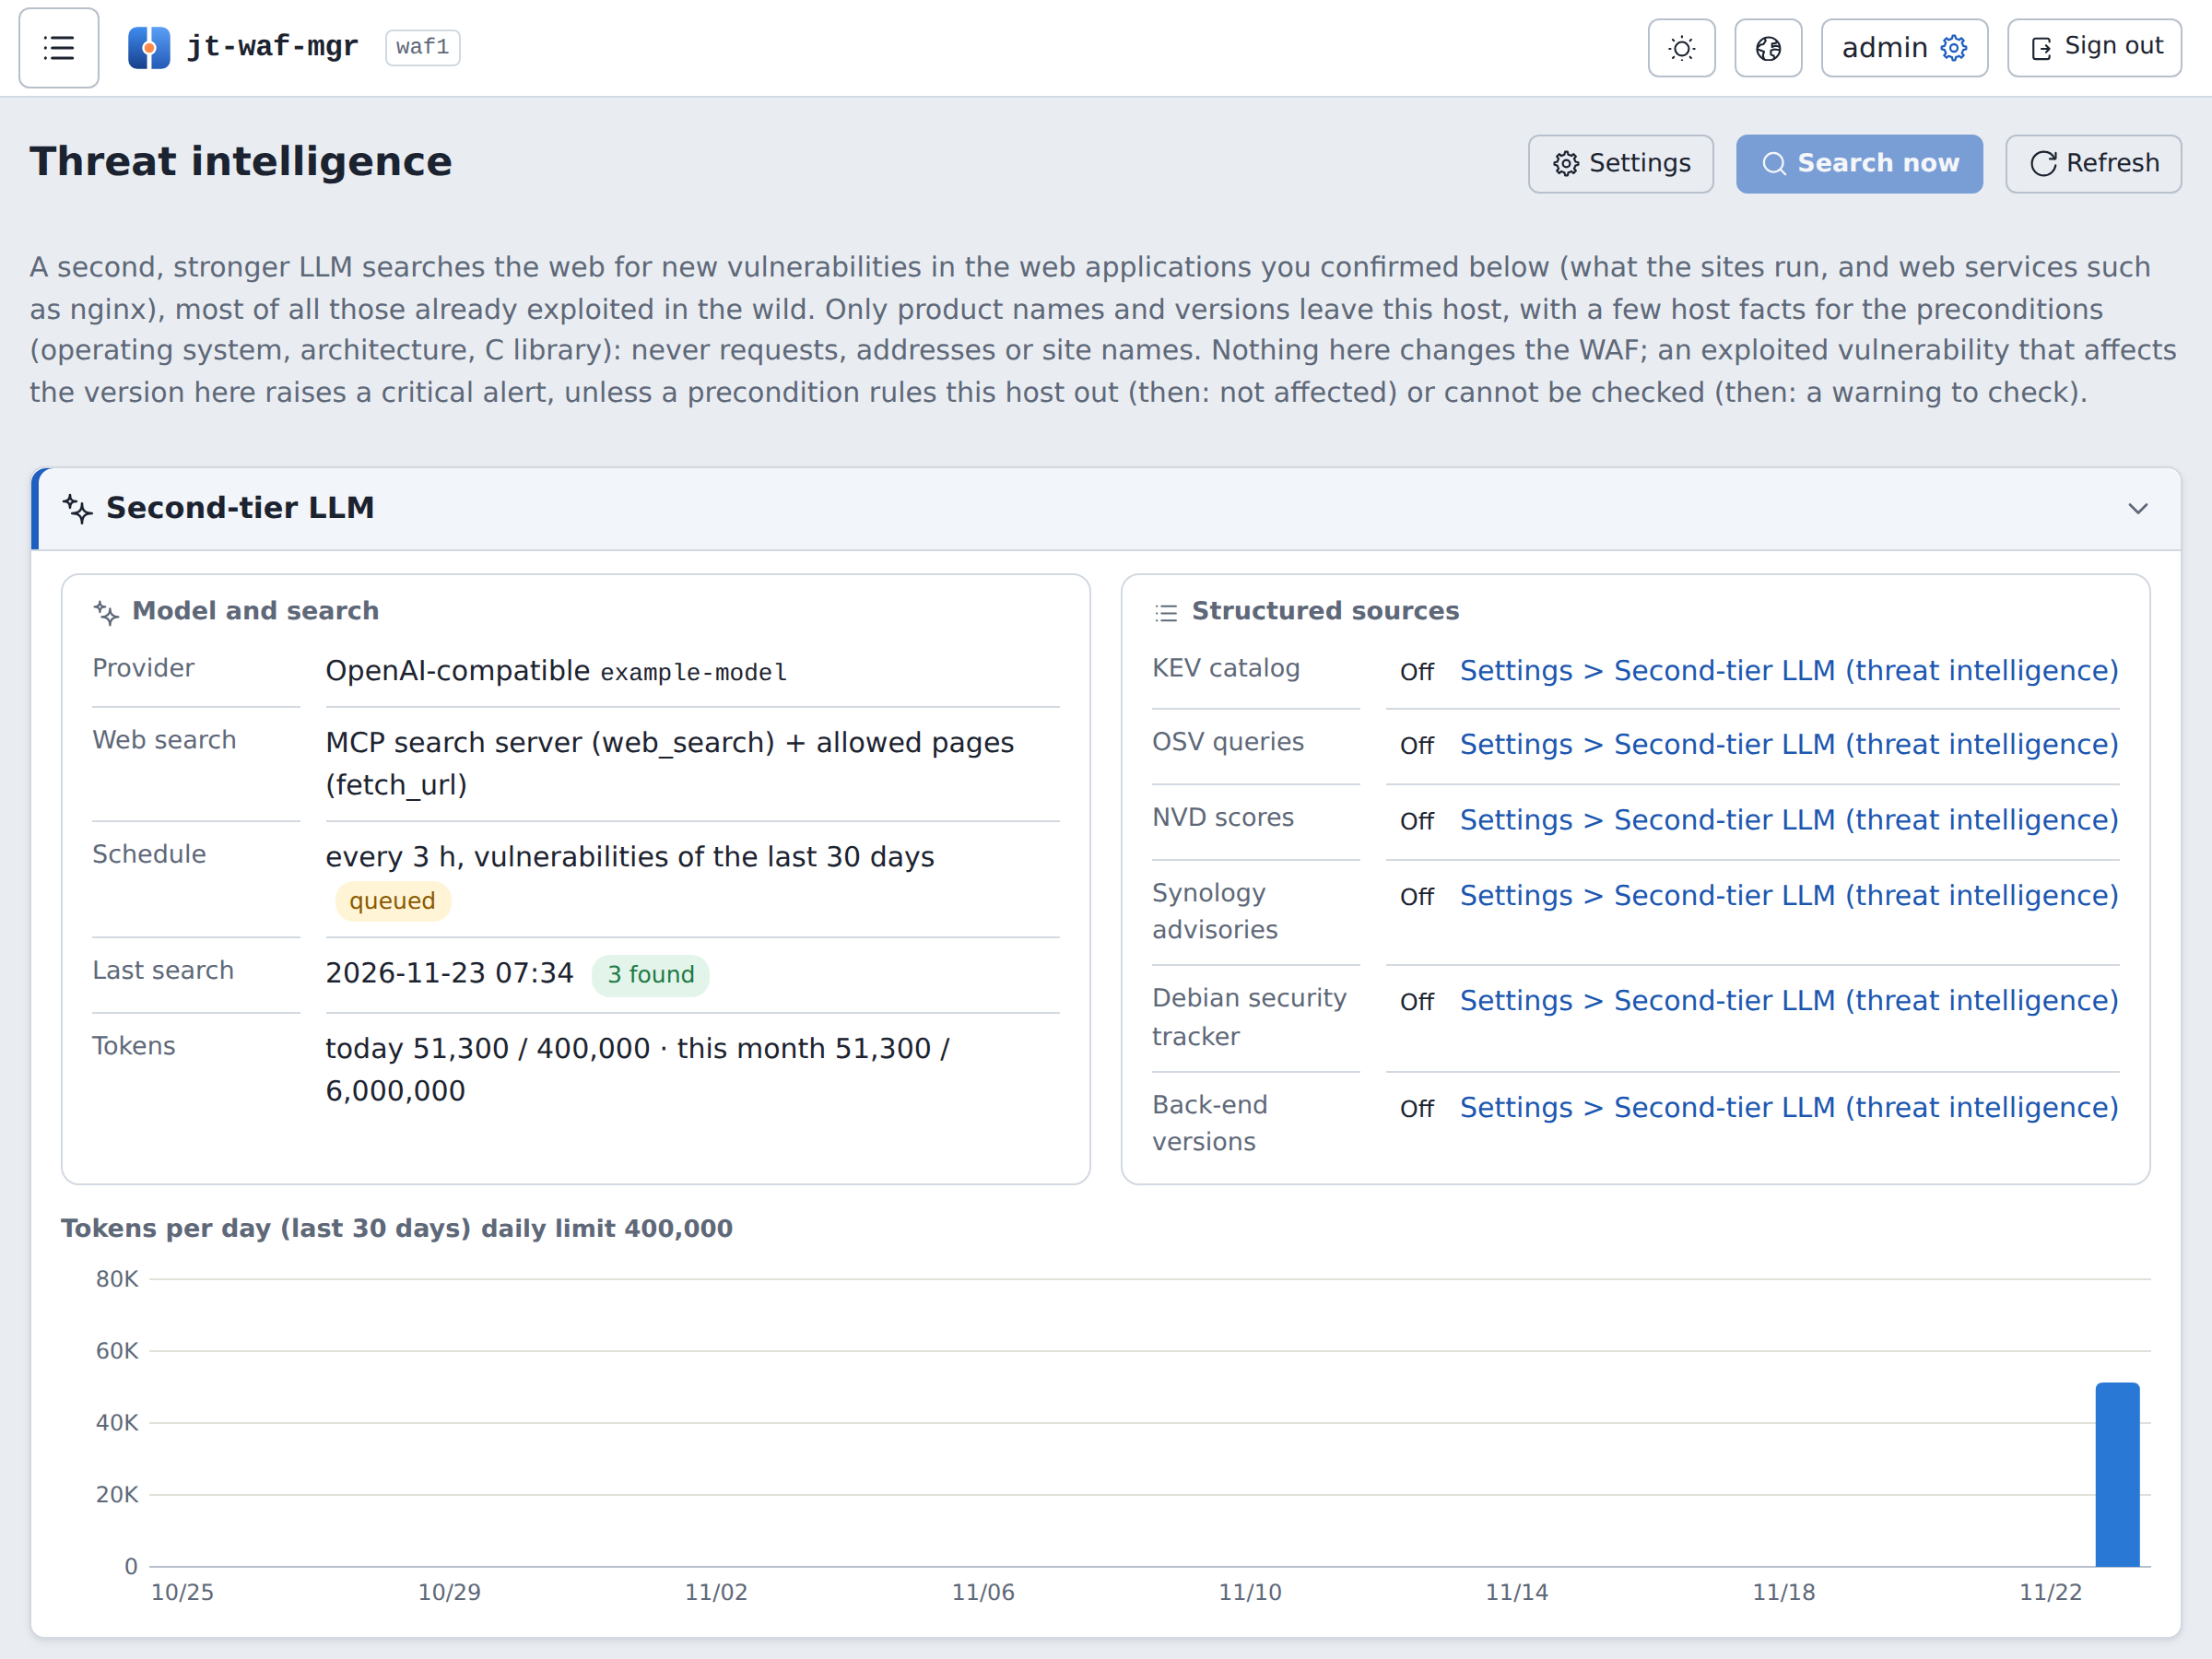 jt-waf-mgr waf1 admin Sign out
Threat intelligence Settings Search now Refresh
A second, stronger LLM searches the web for new vulnerabilities in the web applications you confirmed below (what the sites run, and web services such
as nginx), most of all those already exploited in the wild. Only product names and versions leave this host, with a few host facts for the preconditions
(operating system, architecture, C library): never requests, addresses or site names. Nothing here changes the WAF; an exploited vulnerability that affects
the version here raises a critical alert, unless a precondition rules this host out (then: not affected) or cannot be checked (then: a warning to check).
Second-tier LLM
Model and search
Provider OpenAI-compatible example-model
Web search MCP search server (web_search) + allowed pages
(fetch_url)
Schedule every 3 h, vulnerabilities of the last 30 days
queued
Last search 2026-11-23 07:34 3 found
Tokens today 51,300 / 400,000 · this month 51,300 /
6,000,000
Structured sources
KEV catalog Off Settings > Second-tier LLM (threat intelligence)
OSV queries Off Settings > Second-tier LLM (threat intelligence)
NVD scores Off Settings > Second-tier LLM (threat intelligence)
Synology Off Settings > Second-tier LLM (threat intelligence)
advisories
Debian security Off Settings > Second-tier LLM (threat intelligence)
tracker
Back-end Off Settings > Second-tier LLM (threat intelligence)
versions
Tokens per day (last 30 days) daily limit 400,000
80K
60K
40K
20K
0
10/25 10/29 11/02 11/06 11/10 11/14 11/18 11/22